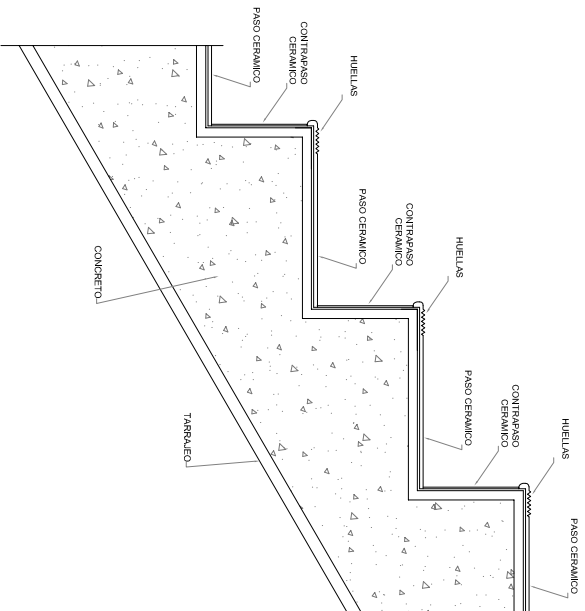 PASO CERAMICO
CONTRAPASO
CERAMICO
HUELLAS
PASO CERAMICO
CONTRAPASO
CERAMICO
HUELLAS
PASO CERAMICO
CONTRAPASO
CERAMICO
HUELLAS
PASO CERAMICO
CONCRETO
TARRAJEO